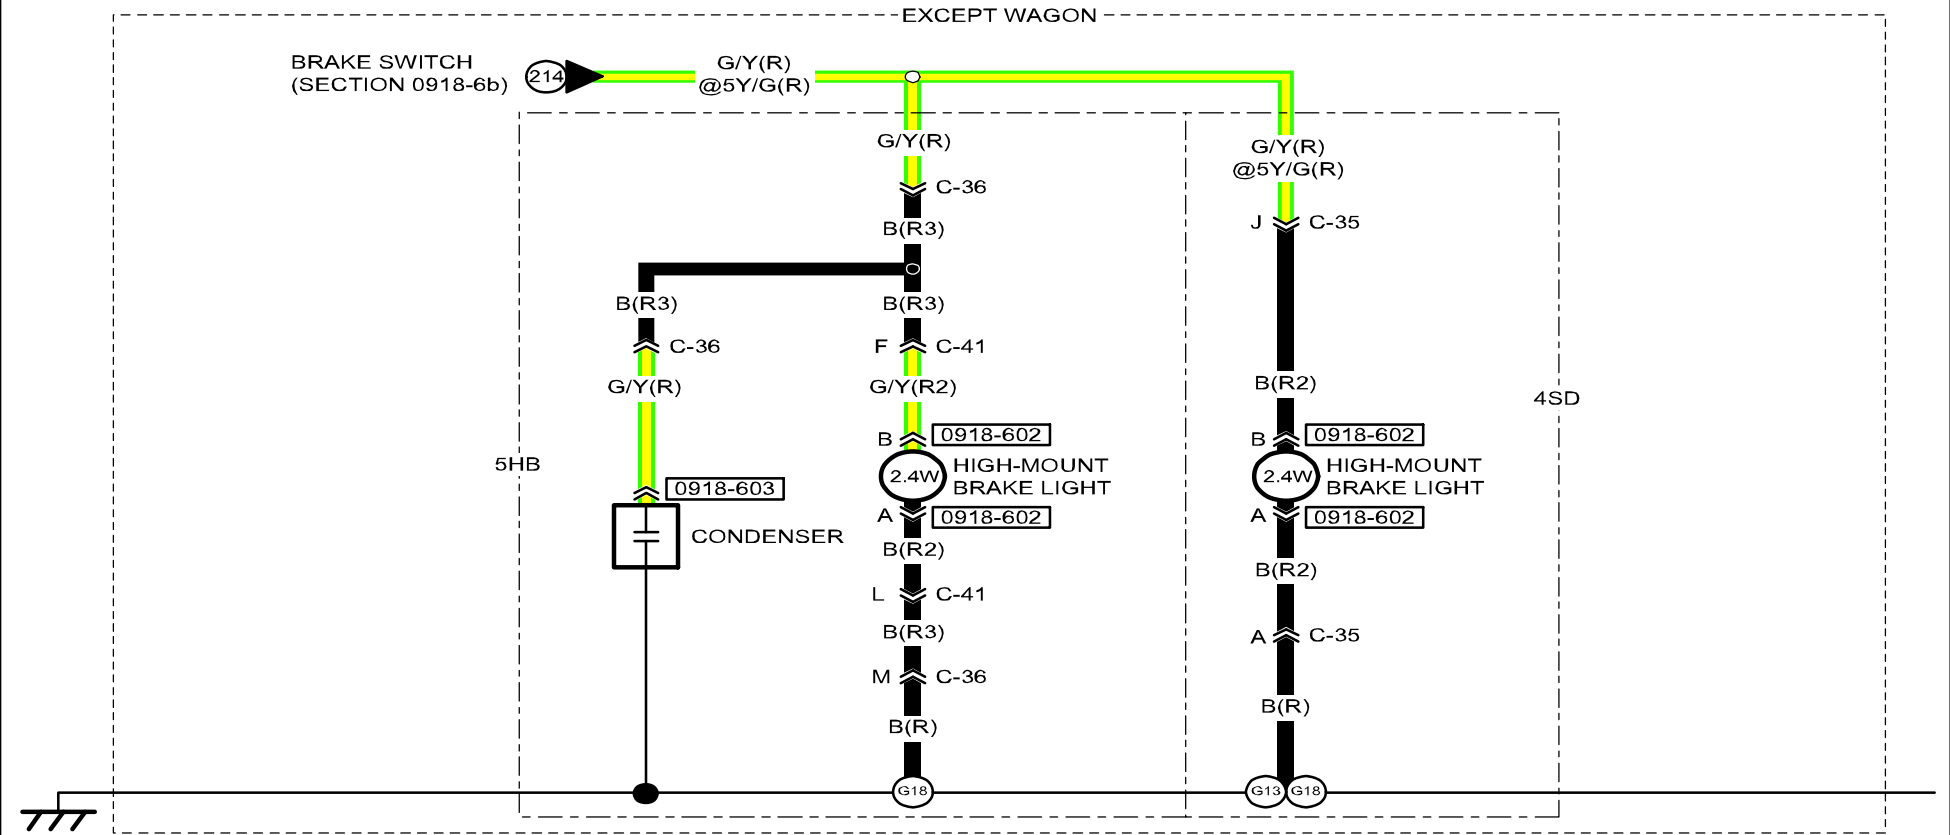 EXCEPT WAGON
BRAKE SWITCH
(SECTION 0918-6b)
214
G/Y(R)
@5Y/G(R)
G/Y(R)
G/Y(R)
@5Y/G(R)
C-36
J
C-35
B(R3)
B(R3)
B(R3)
C-36
F
C-41
G/Y(R)
G/Y(R2)
B(R2)
4SD
B
0918-602
B
0918-602
5HB
2.4W
HIGH-MOUNT
BRAKE LIGHT
2.4W
HIGH-MOUNT
BRAKE LIGHT
0918-603
A
0918-602
A
0918-602
CONDENSER
B(R2)
B(R2)
L
C-41
B(R3)
A
C-35
M
C-36
B(R)
B(R)
G18
G13
G18